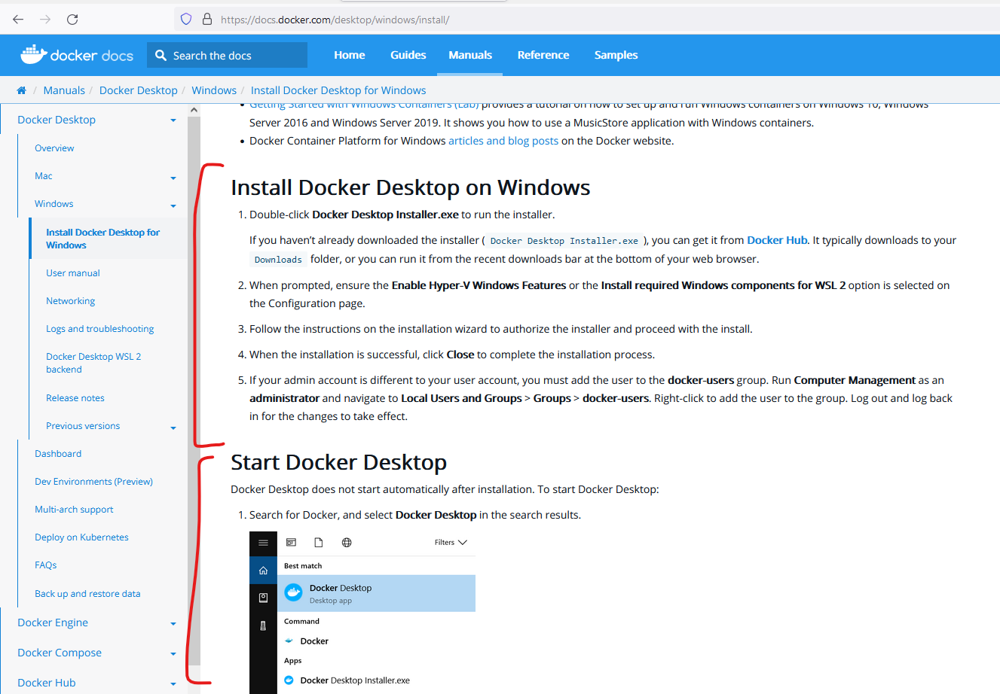 https://docs.docker.com/desktop/windows/install/
docker docs
Search the docs
Home
Guides
Manuals
Reference
Samples
/ Manuals / Docker Desktop / Windows / Install Docker Desktop for Windows
Docker Desktop
Overview
Mac
Windows
Install Docker Desktop for
Windows
User manual
Networking
Logs and troubleshooting
Docker Desktop WSL 2
backend
Release notes
Previous versions
Dashboard
Dev Environments (Preview)
Multi-arch support
Deploy on Kubernetes
FAQs
Back up and restore data
Docker Engine
Docker Compose
Docker Hub
• Getting Started with Windows Containers (Lab) provides a tutorial on how to set up and run Windows containers on Windows 10, Windows
Server 2016 and Windows Server 2019. It shows you how to use a MusicStore application with Windows containers.
• Docker Container Platform for Windows articles and blog posts on the Docker website.
Install Docker Desktop on Windows
1. Double-click Docker Desktop Installer.exe to run the installer.
If you haven’t already downloaded the installer ( Docker Desktop Installer.exe ), you can get it from Docker Hub. It typically downloads to your
Downloads folder, or you can run it from the recent downloads bar at the bottom of your web browser.
2. When prompted, ensure the Enable Hyper-V Windows Features or the Install required Windows components for WSL 2 option is selected on
the Configuration page.
3. Follow the instructions on the installation wizard to authorize the installer and proceed with the install.
4. When the installation is successful, click Close to complete the installation process.
5. If your admin account is different to your user account, you must add the user to the docker-users group. Run Computer Management as an
administrator and navigate to Local Users and Groups > Groups > docker-users. Right-click to add the user to the group. Log out and log back
in for the changes to take effect.
Start Docker Desktop
Docker Desktop does not start automatically after installation. To start Docker Desktop:
1. Search for Docker, and select Docker Desktop in the search results.
Filters
Best match
Docker Desktop
Desktop app
Command
Docker
Apps
Docker Desktop Installer.exe